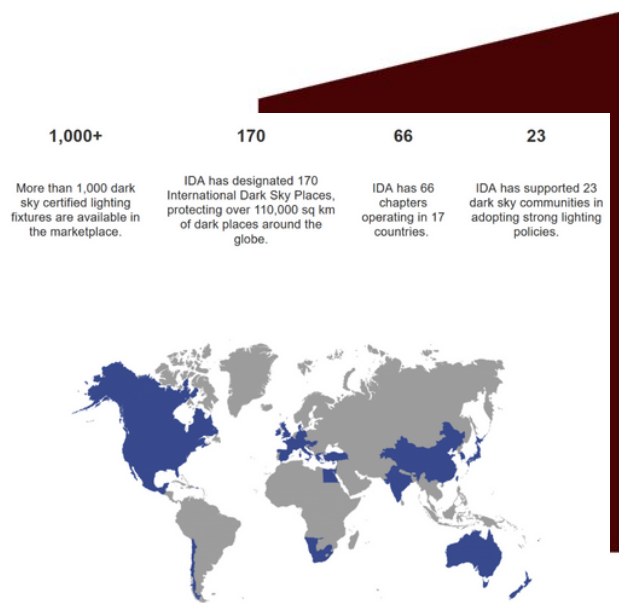 1,000+
More than 1,000 dark
sky certified lighting
fixtures are available in
the marketplace.
170
IDA has designated 170
International Dark Sky Places,
protecting over 110,000 sq km
of dark places around the
globe.
66
IDA has 66
chapters
operating in 17
countries.
23
IDA has supported 23
dark sky communities in
adopting strong lighting
policies.